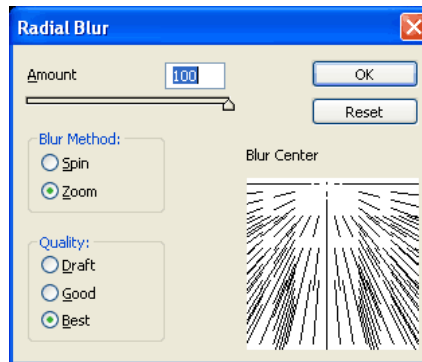 Radial Blur
Amount
100
OK
Reset
Blur Method:
Spin
Zoom
Blur Center
Quality:
Draft
Good
Best